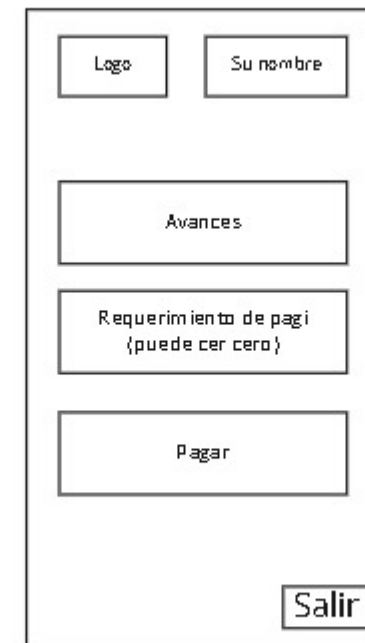 Logo
Su nombre
Avances
Requerimiento de pagi
(puede cer cero)
Pagar
Salir